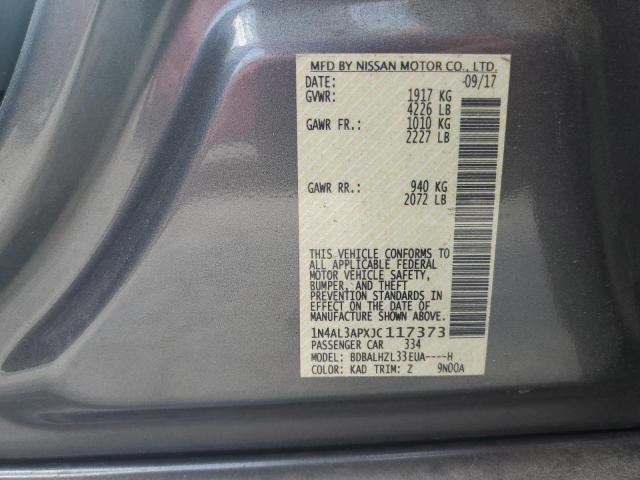 MFD BY NISSAN MOTOR CO., LTD.
DATE: 09/17
GVWR: 1917 KG
4226 LB
GAWR FR.: 1010 KG
2227 LB
GAWR RR.: 940 KG
2072 LB
THIS VEHICLE CONFORMS TO
ALL APPLICABLE FEDERAL
MOTOR VEHICLE SAFETY,
BUMPER, AND THEFT
PREVENTION STANDARDS IN
EFFECT ON THE DATE OF
MANUFACTURE SHOWN ABOVE.
1N4AL3APXJC117373
PASSENGER CAR 334
MODEL: BDBALHZL33EUA----H
COLOR: KAD TRIM: Z 9N00A